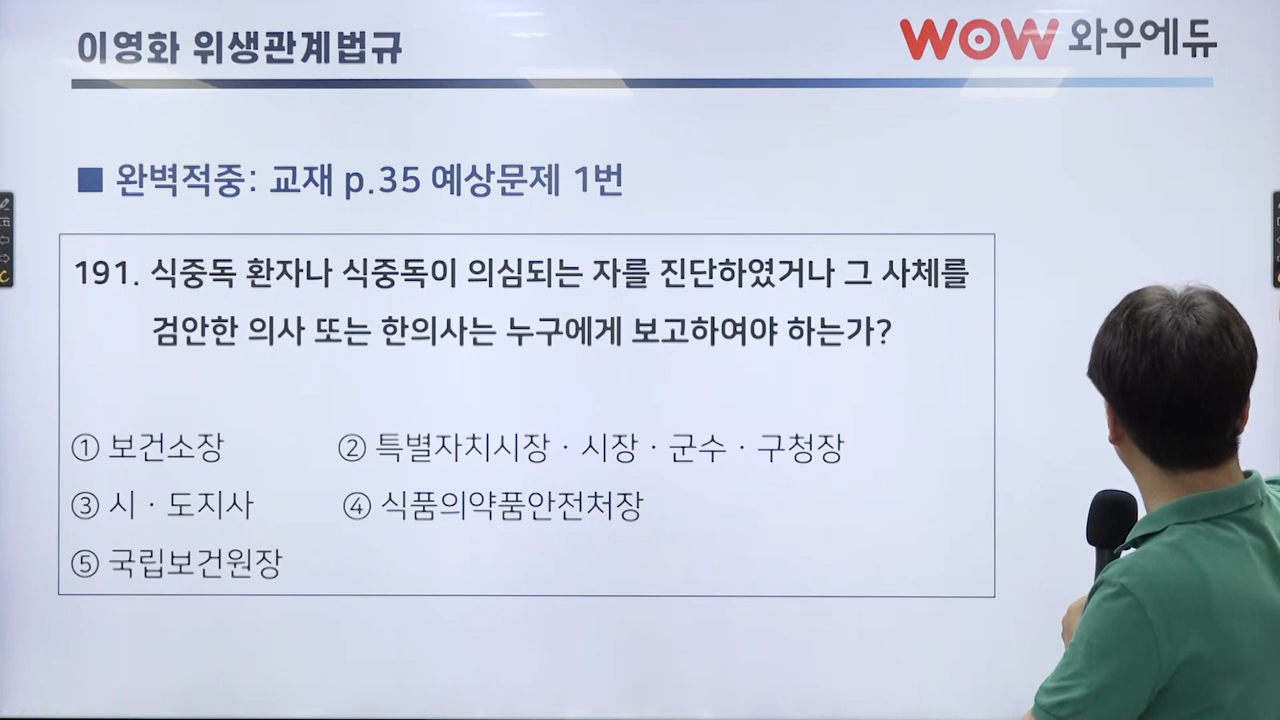 이영화 위생관계법규
WOW 와우에듀
■ 완벽적중: 교재 p.35 예상문제 1번
191. 식중독 환자나 식중독이 의심되는 자를 진단하였거나 그 사체를
검안한 의사 또는 한의사는 누구에게 보고하여야 하는가?
① 보건소장 ② 특별자치시장 · 시장 · 군수 · 구청장
③ 시 · 도지사 ④ 식품의약품안전처장
⑤ 국립보건원장